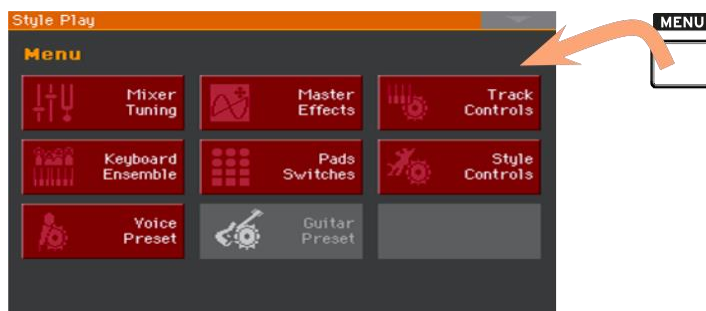 Style Play
MENU
Menu
Mixer
Tuning
Master
Effects
Track
Controls
Keyboard
Ensemble
Pads
Switches
Style
Controls
Voice
Preset
Guitar
Preset